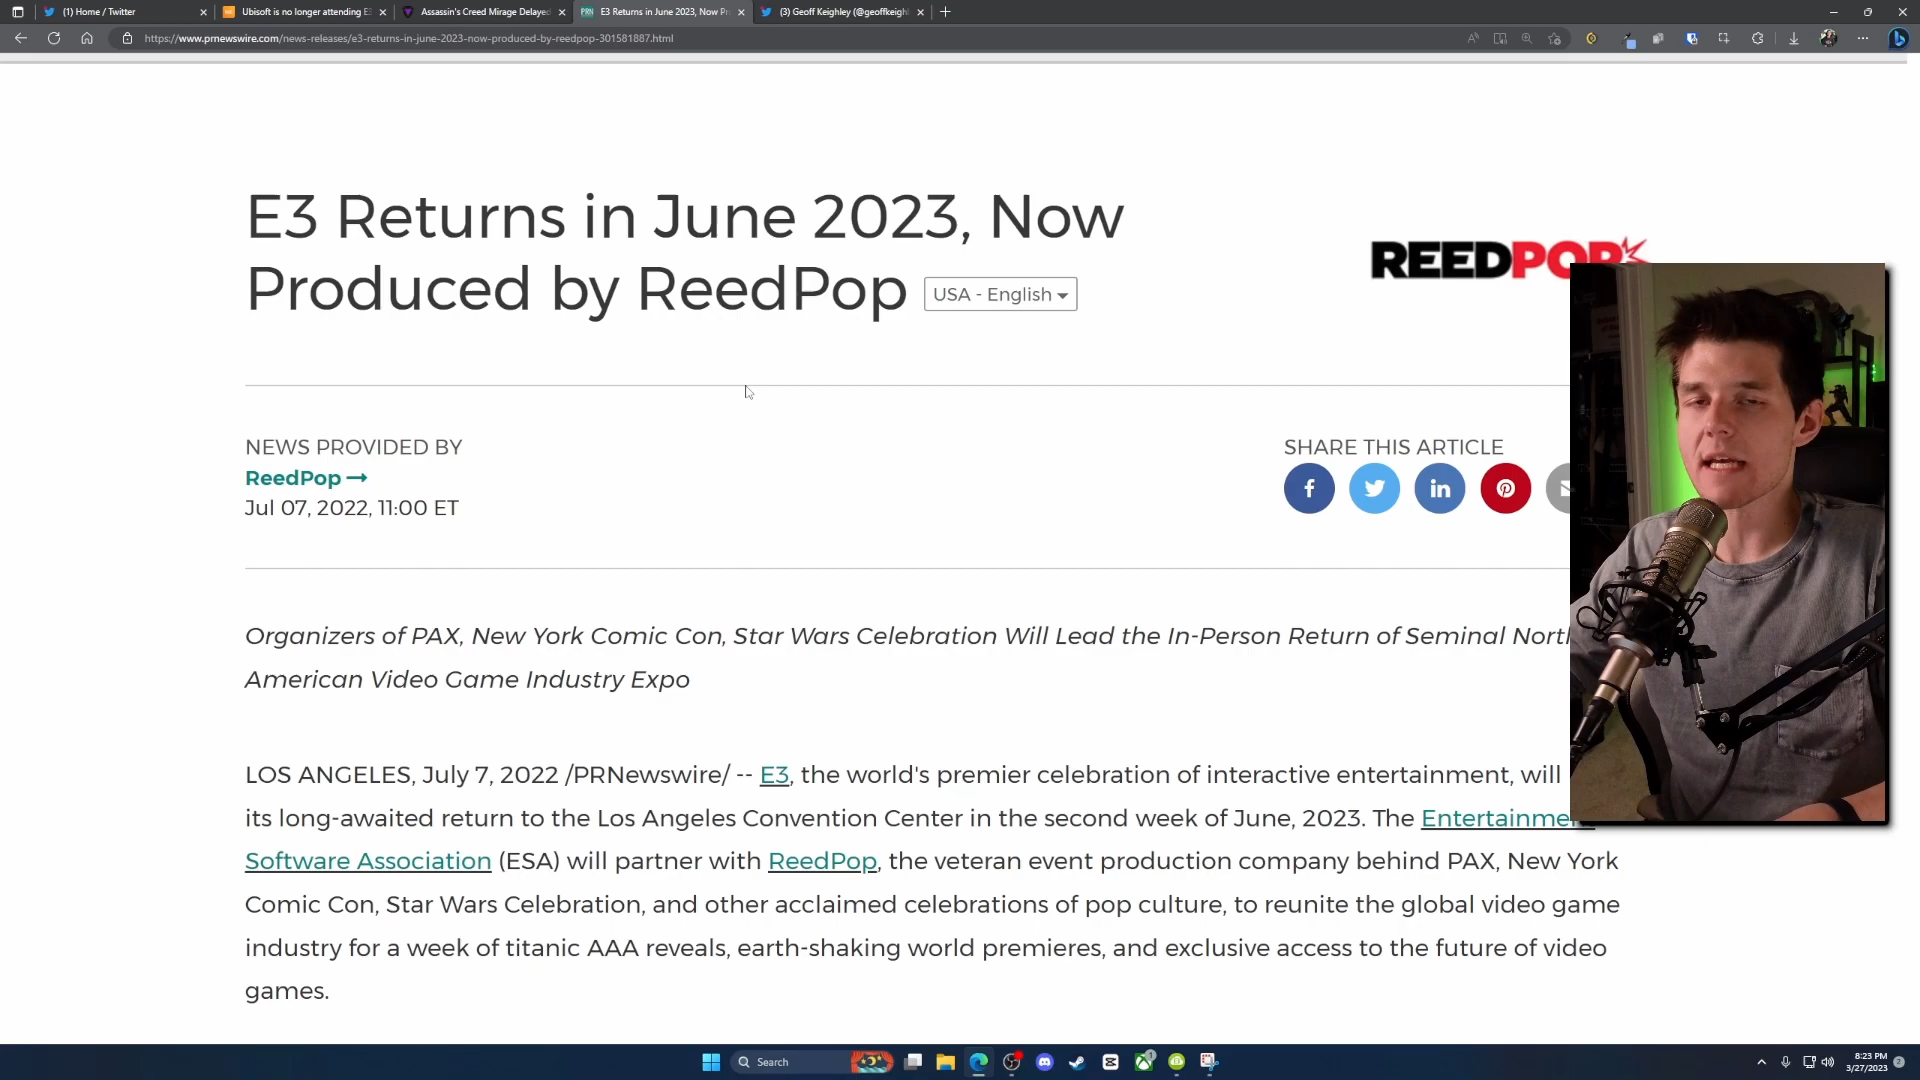 (1) Home / Twitter
Ubisoft is no longer attending E3
Assassin's Creed Mirage Delayed
E3 Returns in June 2023, Now Pr
(3) Geoff Keighley (@geoffkeigh
https://www.prnewswire.com/news-releases/e3-returns-in-june-2023-now-produced-by-reedpop-301581887.html
E3 Returns in June 2023, Now
Produced by ReedPop
USA - English
REEDPOP
NEWS PROVIDED BY
ReedPop
Jul 07, 2022, 11:00 ET
SHARE THIS ARTICLE
Organizers of PAX, New York Comic Con, Star Wars Celebration Will Lead the In-Person Return of Seminal North
American Video Game Industry Expo
LOS ANGELES, July 7, 2022 /PRNewswire/ -- E3, the world's premier celebration of interactive entertainment, will
its long-awaited return to the Los Angeles Convention Center in the second week of June, 2023. The Entertainment
Software Association (ESA) will partner with ReedPop, the veteran event production company behind PAX, New York
Comic Con, Star Wars Celebration, and other acclaimed celebrations of pop culture, to reunite the global video game
industry for a week of titanic AAA reveals, earth-shaking world premieres, and exclusive access to the future of video
games.
Search
8:23 PM
3/27/2023